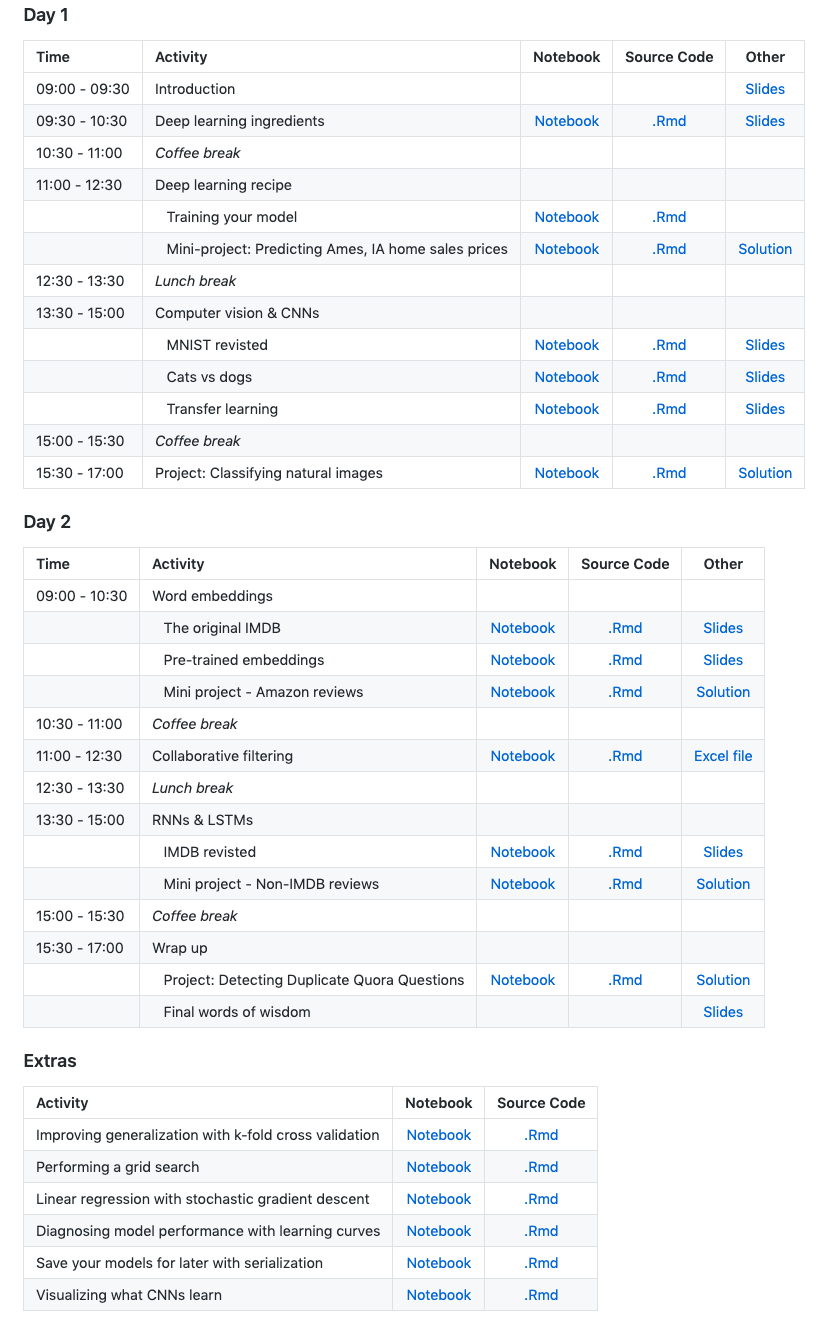 Day 1
Time Activity Notebook Source Code Other
09:00 - 09:30 Introduction Slides
09:30 - 10:30 Deep learning ingredients Notebook .Rmd Slides
10:30 - 11:00 Coffee break
11:00 - 12:30 Deep learning recipe
Training your model Notebook .Rmd
Mini-project: Predicting Ames, IA home sales prices Notebook .Rmd Solution
12:30 - 13:30 Lunch break
13:30 - 15:00 Computer vision & CNNs
MNIST revisted Notebook .Rmd Slides
Cats vs dogs Notebook .Rmd Slides
Transfer learning Notebook .Rmd Slides
15:00 - 15:30 Coffee break
15:30 - 17:00 Project: Classifying natural images Notebook .Rmd Solution
Day 2
Time Activity Notebook Source Code Other
09:00 - 10:30 Word embeddings
The original IMDB Notebook .Rmd Slides
Pre-trained embeddings Notebook .Rmd Slides
Mini project - Amazon reviews Notebook .Rmd Solution
10:30 - 11:00 Coffee break
11:00 - 12:30 Collaborative filtering Notebook .Rmd Excel file
12:30 - 13:30 Lunch break
13:30 - 15:00 RNNs & LSTMs
IMDB revisted Notebook .Rmd Slides
Mini project - Non-IMDB reviews Notebook .Rmd Solution
15:00 - 15:30 Coffee break
15:30 - 17:00 Wrap up
Project: Detecting Duplicate Quora Questions Notebook .Rmd Solution
Final words of wisdom Slides
Extras
Activity Notebook Source Code
Improving generalization with k-fold cross validation Notebook .Rmd
Performing a grid search Notebook .Rmd
Linear regression with stochastic gradient descent Notebook .Rmd
Diagnosing model performance with learning curves Notebook .Rmd
Save your models for later with serialization Notebook .Rmd
Visualizing what CNNs learn Notebook .Rmd